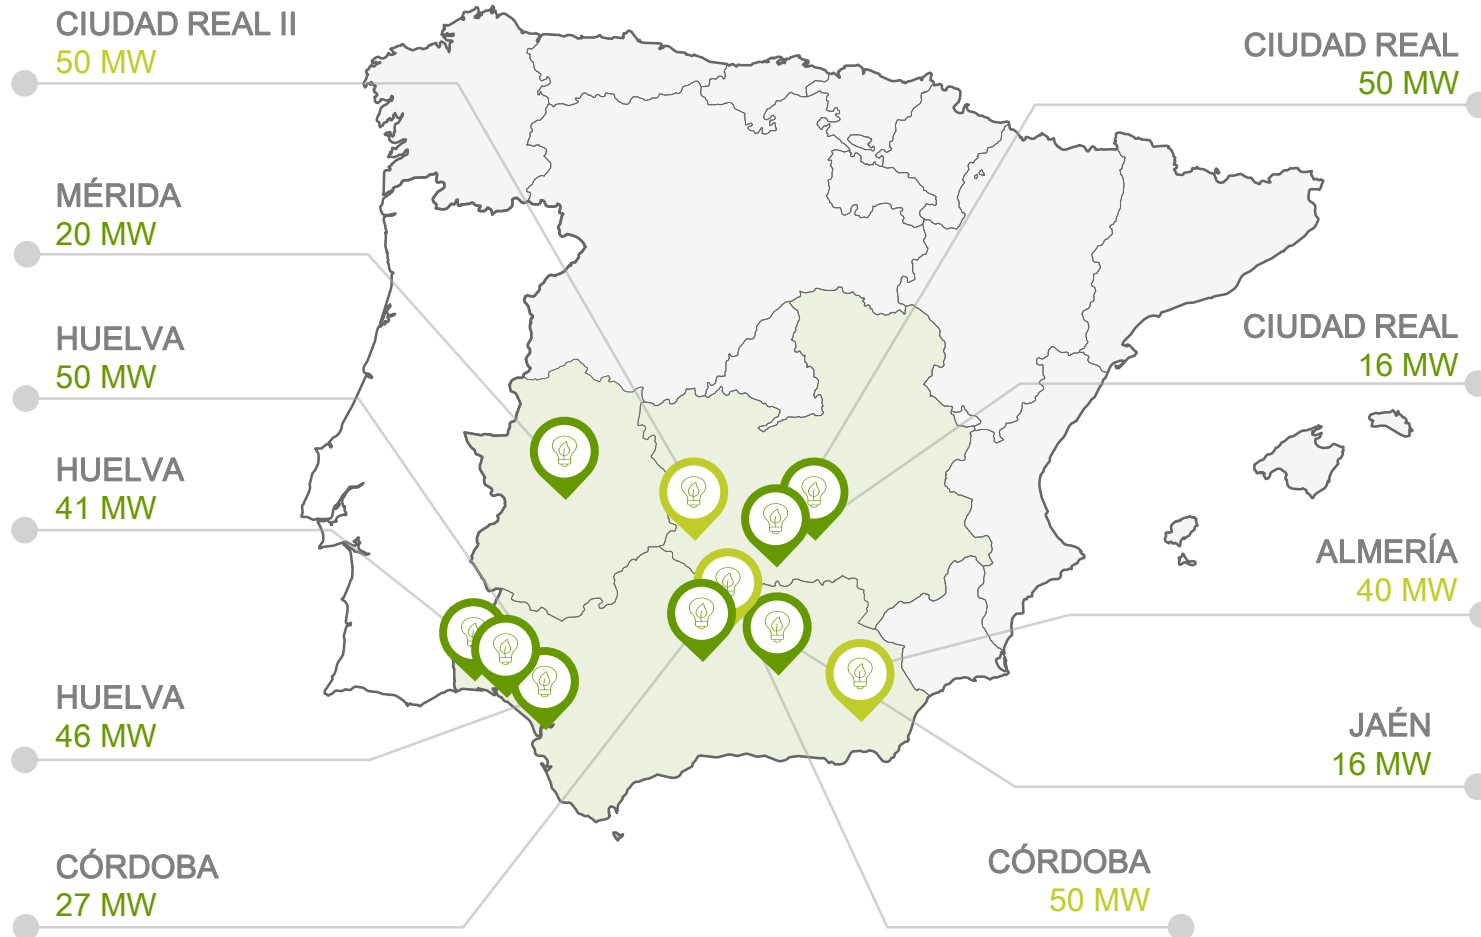 CIUDAD REAL II
50 MW
MÉRIDA
20 MW
HUELVA
50 MW
HUELVA
41 MW
HUELVA
46 MW
CÓRDOBA
27 MW
CIUDAD REAL
50 MW
CIUDAD REAL
16 MW
ALMERÍA
40 MW
JAÉN
16 MW
CÓRDOBA
50 MW